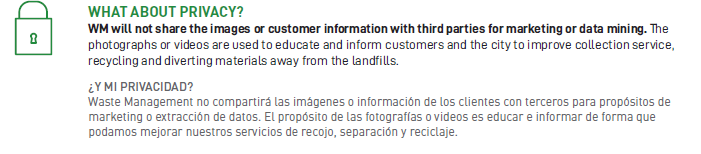 WHAT ABOUT PRIVACY?
WM will not share the images or customer information with third parties for marketing or data mining. The
photographs or videos are used to educate and inform customers and the city to improve collection service,
recycling and diverting materials away from the landfills.
¿Y MI PRIVACIDAD?
Waste Management no compartirá las imágenes o información de los clientes con terceros para propósitos de
marketing o extracción de datos. El propósito de las fotografías o videos es educar e informar de forma que
podamos mejorar nuestros servicios de recojo, separación y reciclaje.